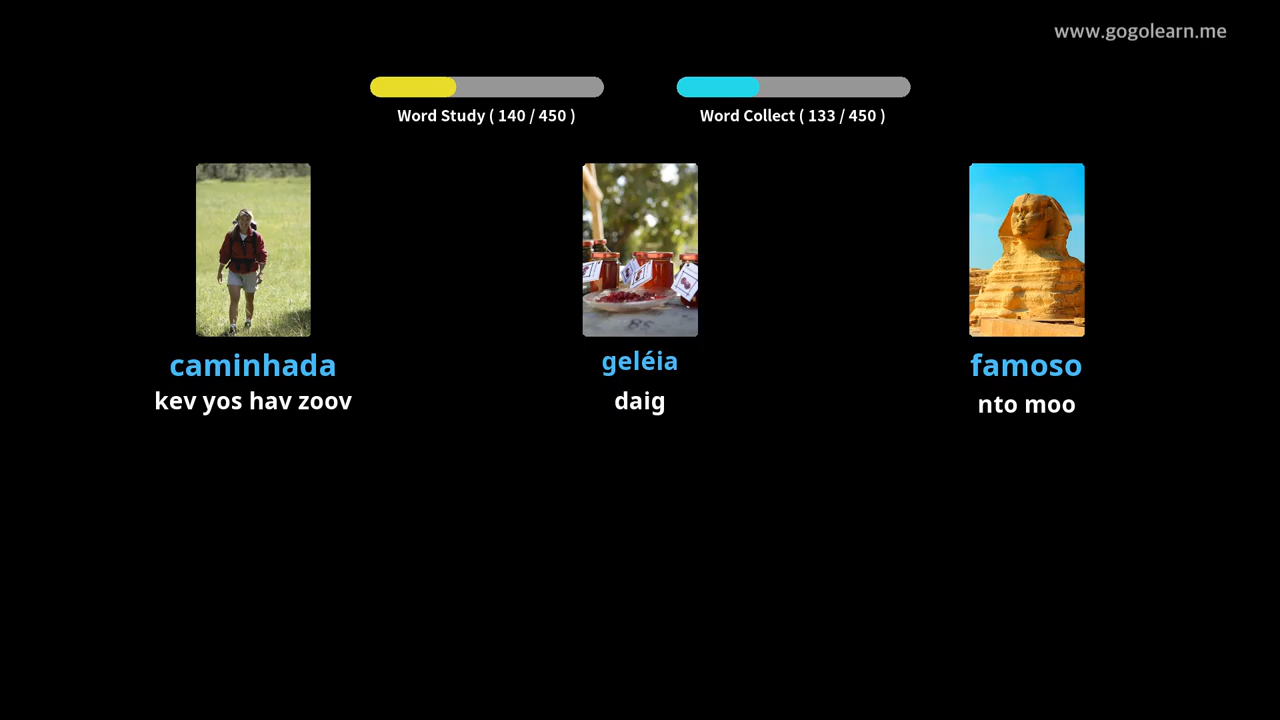 www.gogolearn.me
Word Study ( 140 / 450 )
Word Collect ( 133 / 450 )
caminhada
kev yos hav zoov
geléia
daig
famoso
nto moo